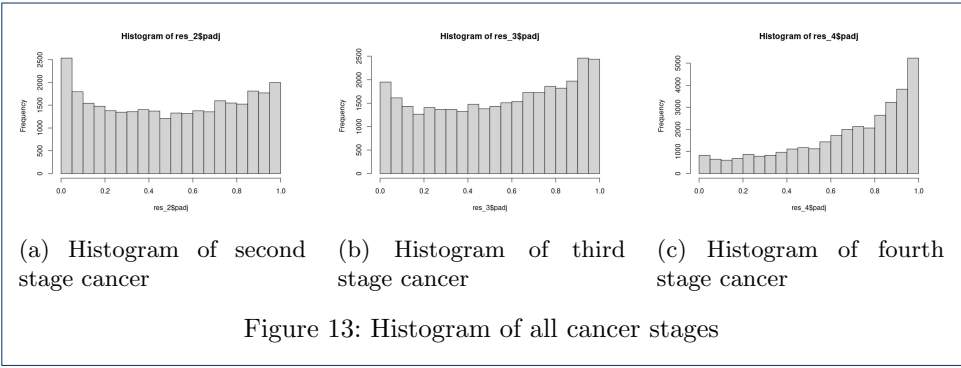 Histogram of res_2$padj
Frequency
0 500 1000 1500 2000 2500
0.0 0.2 0.4 0.6 0.8 1.0
res_2$padj
Histogram of res_3$padj
Frequency
0 500 1000 1500 2000 2500
0.0 0.2 0.4 0.6 0.8 1.0
res_3$padj
Histogram of res_4$padj
Frequency
0 1000 2000 3000 4000 5000
0.0 0.2 0.4 0.6 0.8 1.0
res_4$padj
(a) Histogram of second
stage cancer
(b) Histogram of third
stage cancer
(c) Histogram of fourth
stage cancer
Figure 13: Histogram of all cancer stages